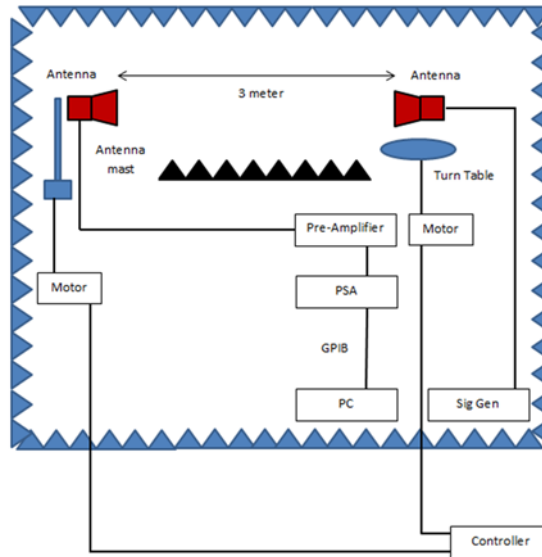 Antenna
Antenna
3 meter
Antenna
mast
Turn Table
Pre-Amplifier
Motor
Motor
PSA
GPIB
PC
Sig Gen
Controller